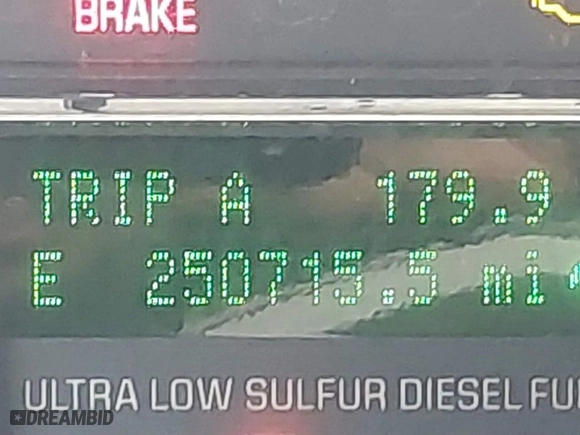 BRAKE
TRIP A 179.9
E 250715.5 mi
ULTRA LOW SULFUR DIESEL FU
DREAMBID